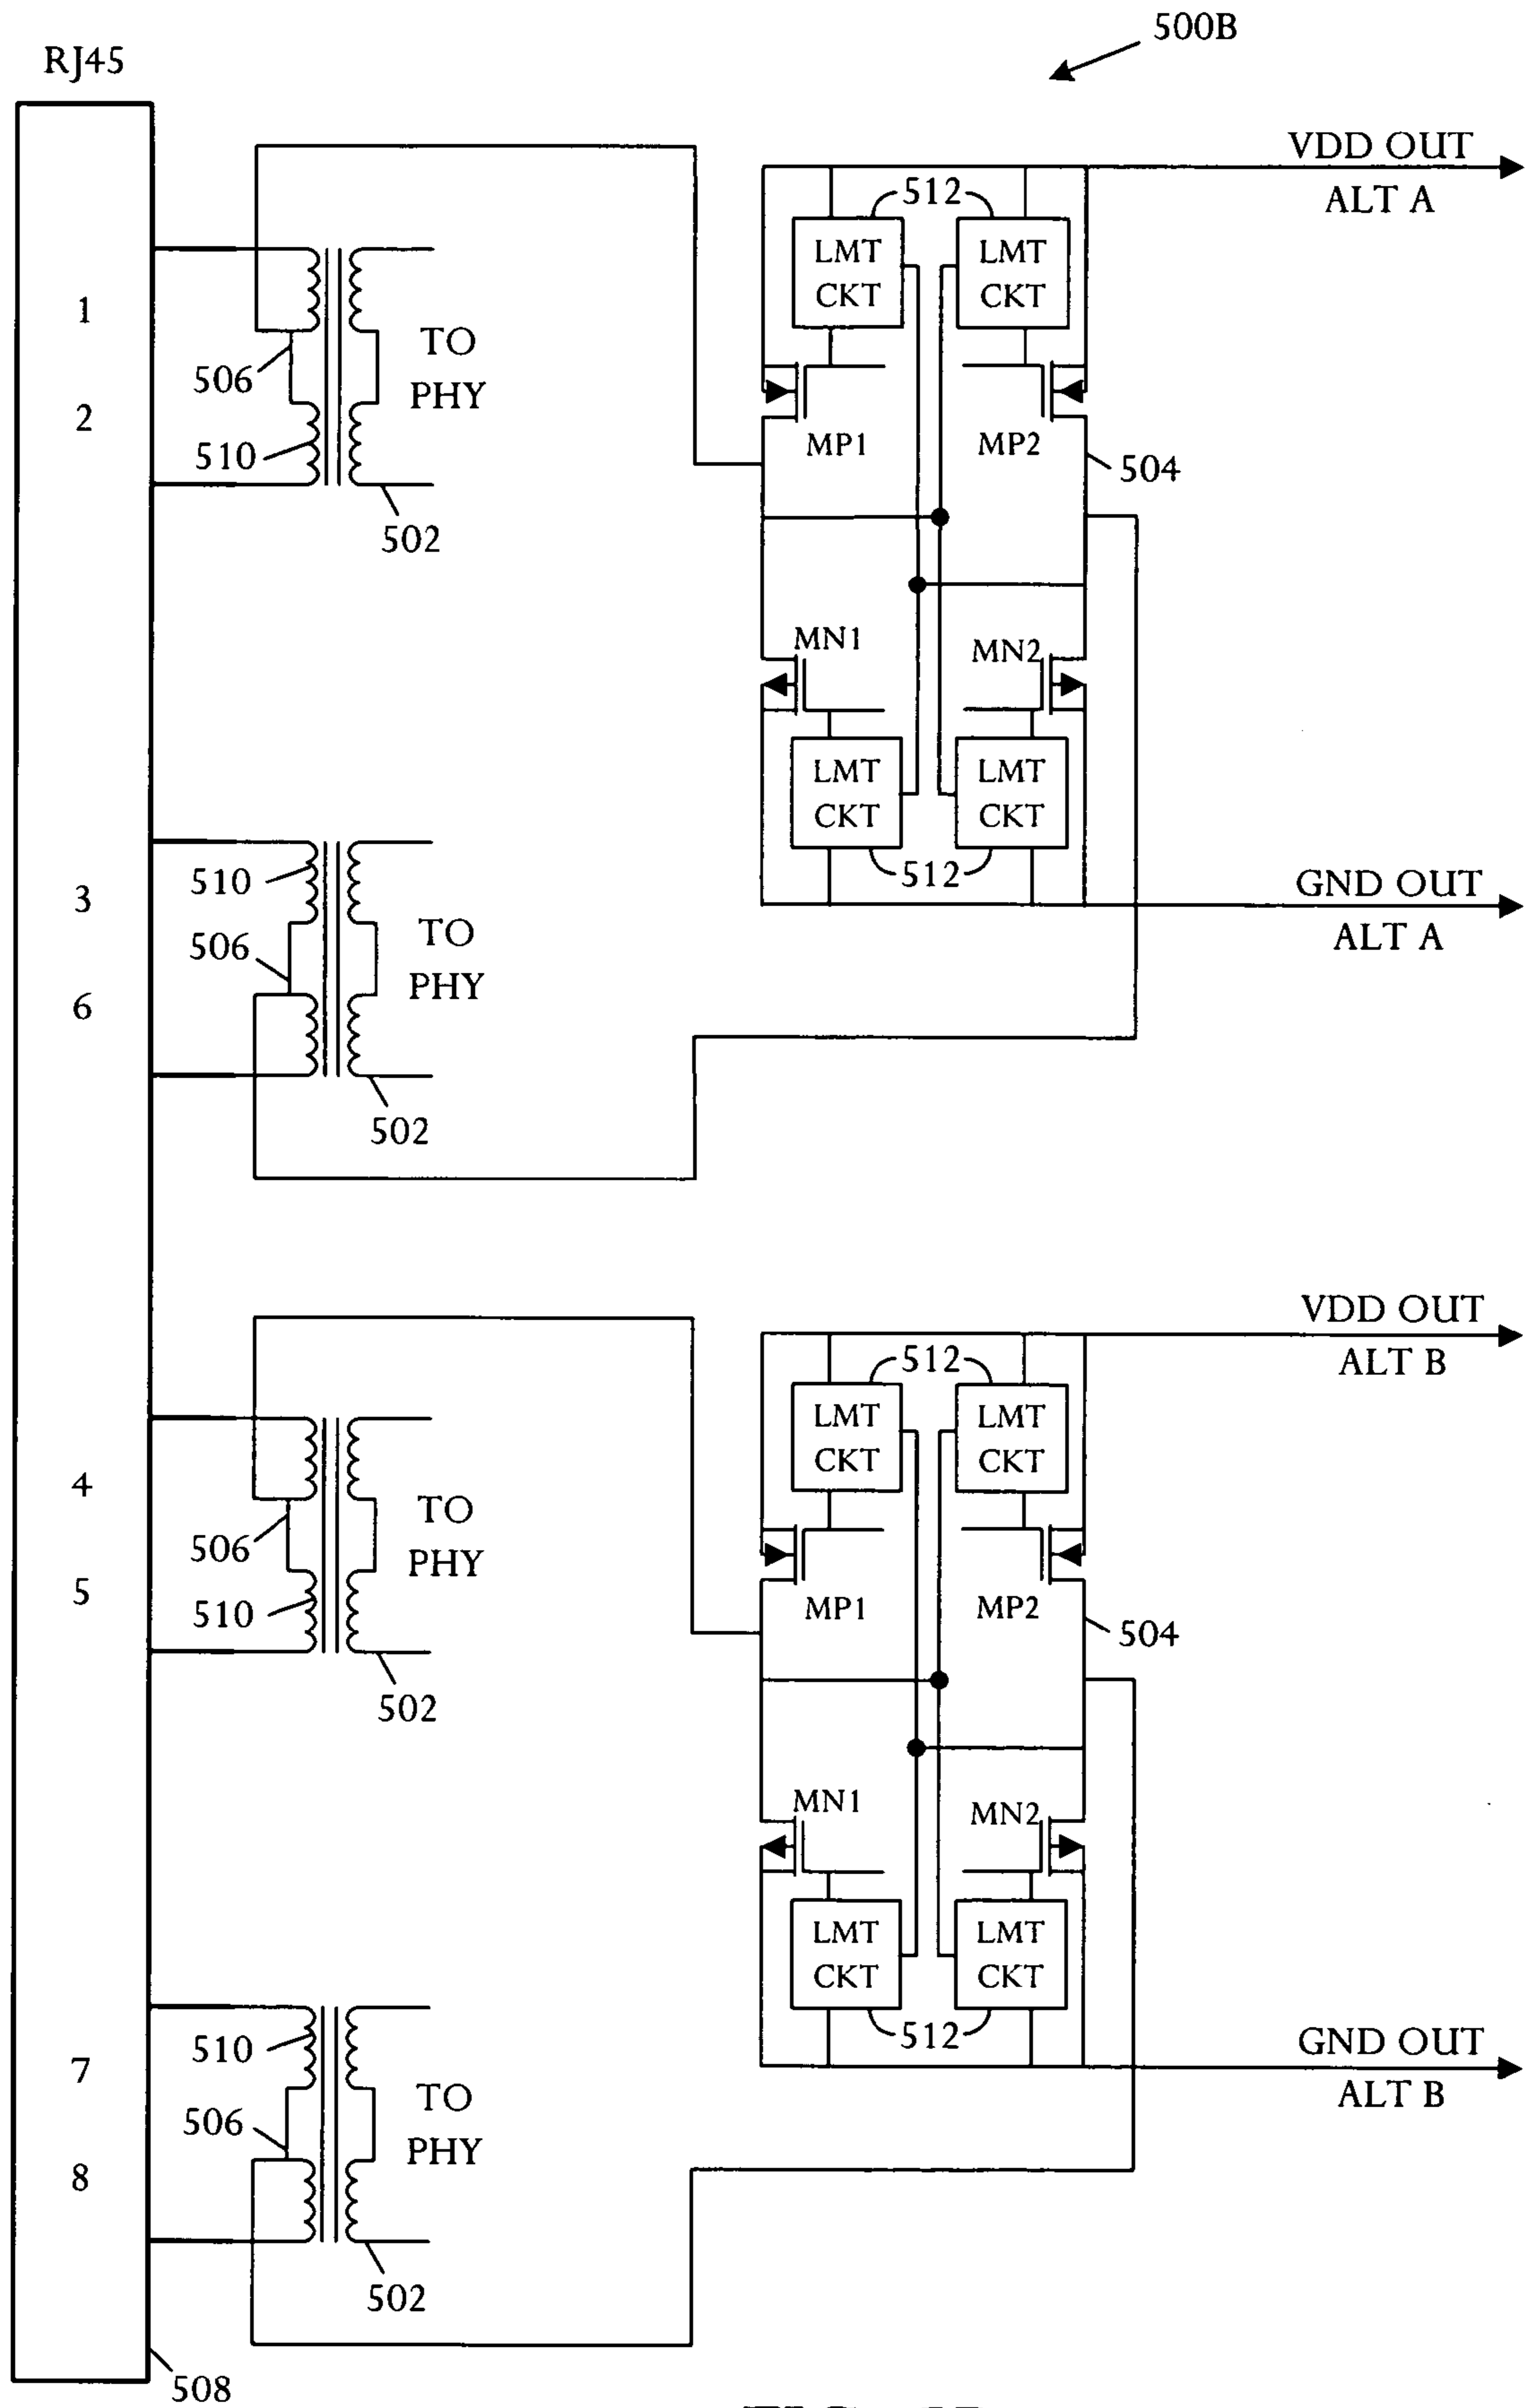 500B
RJ45
VDD OUT
ALT A
512
LMT
CKT
LMT
CKT
1
TO
PHY
506
2
510
MP1
MP2
504
502
MN1
MN2
LMT
CKT
LMT
CKT
512
510
3
GND OUT
ALT A
506
TO
PHY
6
502
VDD OUT
ALT B
512
LMT
CKT
LMT
CKT
4
TO
PHY
506
5
510
MP1
MP2
504
502
MN1
MN2
LMT
CKT
LMT
CKT
512
510
7
GND OUT
ALT B
506
TO
PHY
8
502
508